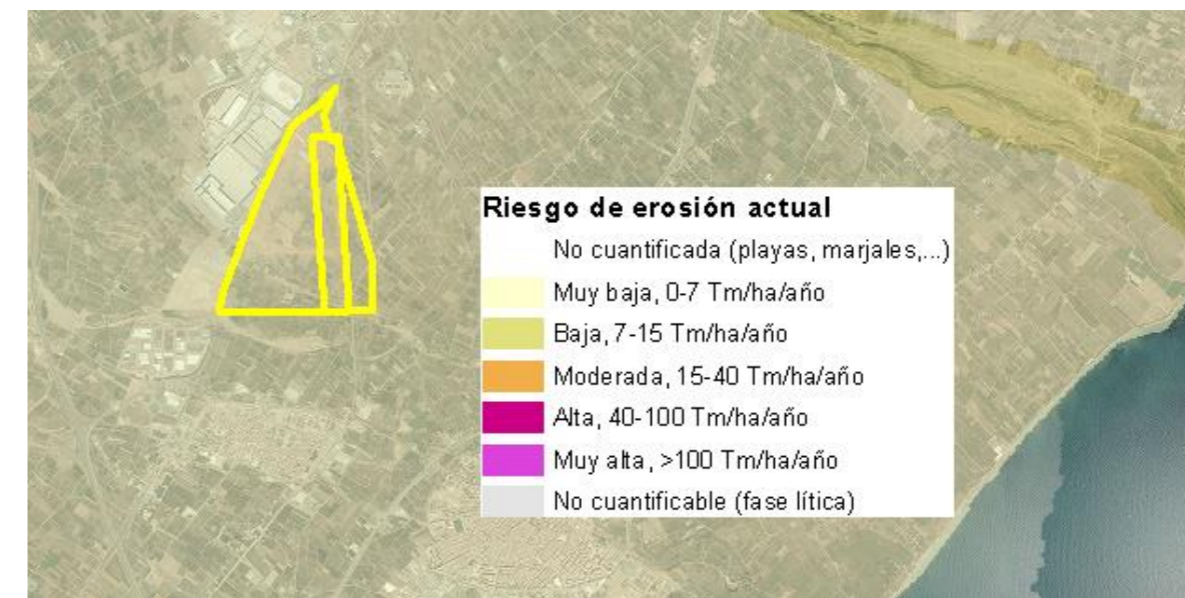 Riesgo de erosión actual
No cuantificada (playas, marjales,...)
Muy baja, 0-7 Tm/ha/año
Baja, 7-15 Tm/ha/año
Moderada, 15-40 Tm/ha/año
Alta, 40-100 Tm/ha/año
Muy alta, >100 Tm/ha/año
No cuantificable (fase lítica)